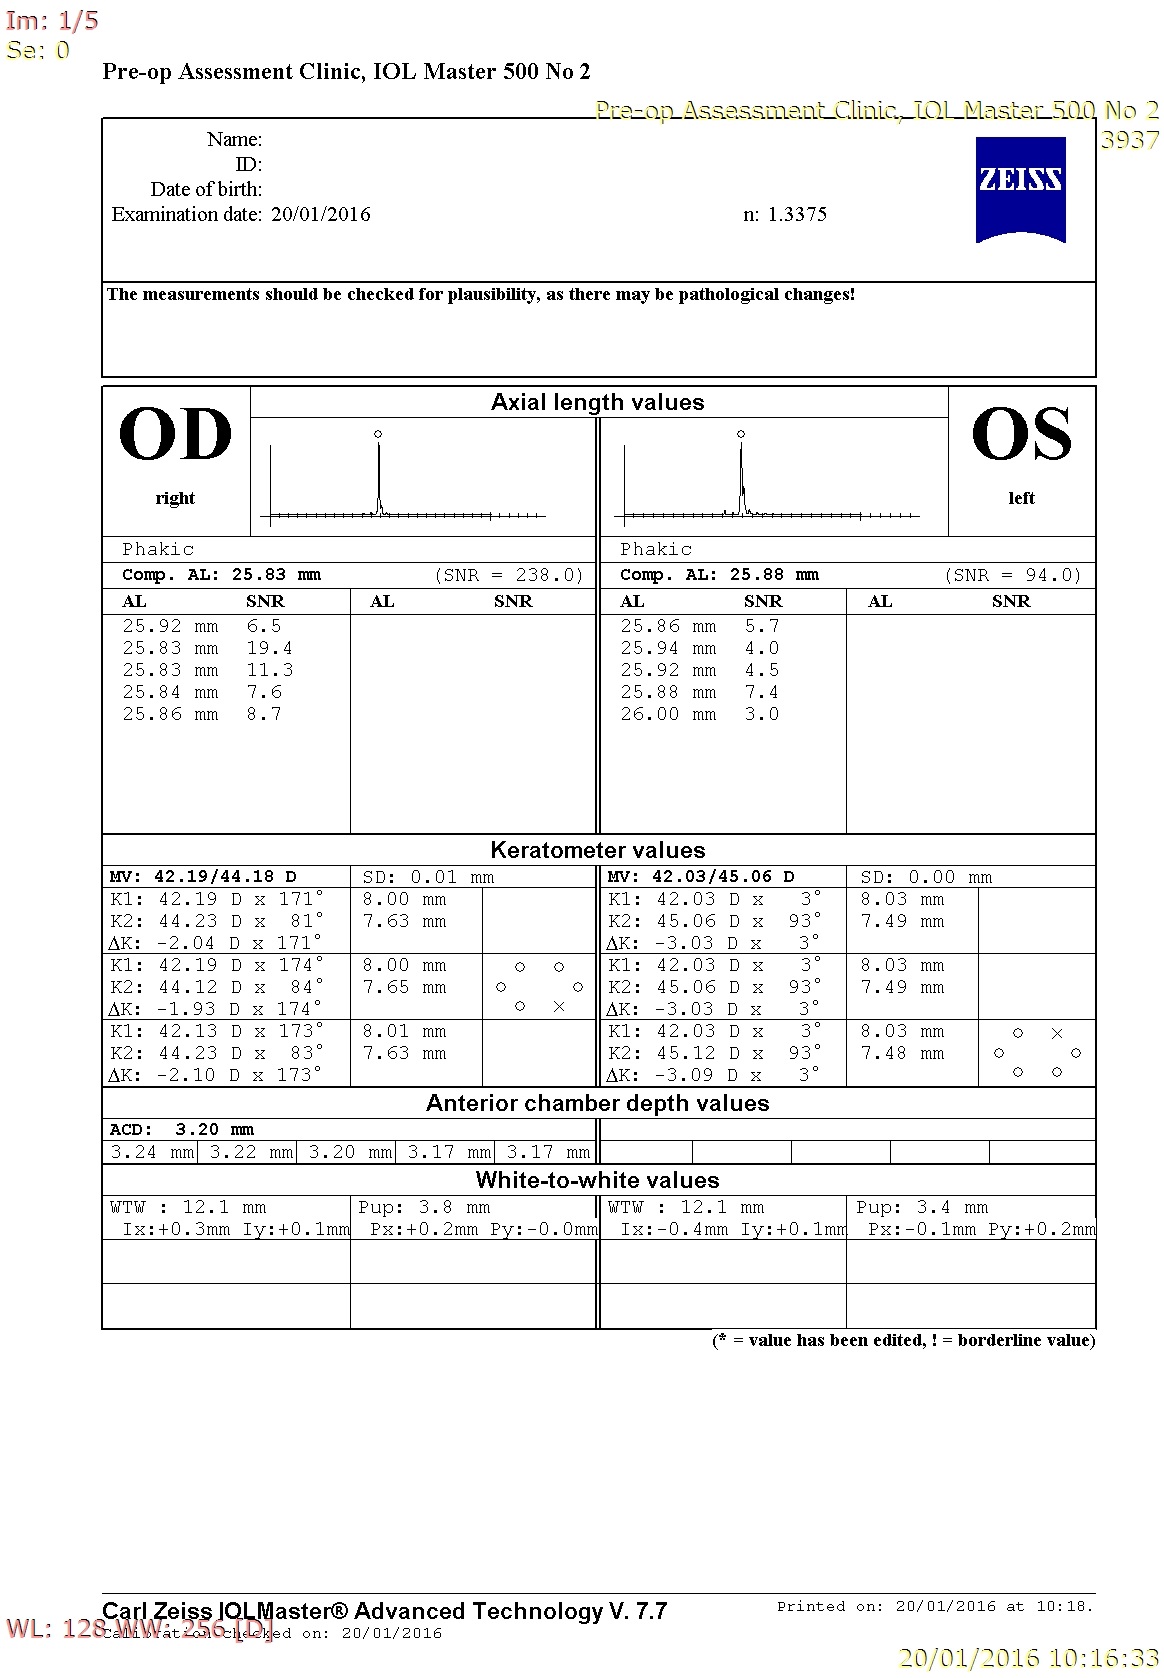 Im: 1/5
Se: 0
Pre-op Assessment Clinic, IOL Master 500 No 2
Pre-op Assessment Clinic, IOL Master 500 No 2
3937
Name:
ID:
Date of birth:
Examination date: 20/01/2016 n: 1.3375
ZEISS
The measurements should be checked for plausibility, as there may be pathological changes!
OD
right
Axial length values
OS
left
Phakic Phakic
Comp. AL: 25.83 mm (SNR = 238.0) Comp. AL: 25.88 mm (SNR = 94.0)
AL SNR AL SNR AL SNR AL SNR
25.92 mm 6.5 25.86 mm 5.7
25.83 mm 19.4 25.94 mm 4.0
25.83 mm 11.3 25.92 mm 4.5
25.84 mm 7.6 25.88 mm 7.4
25.86 mm 8.7 26.00 mm 3.0
Keratometer values
MV: 42.19/44.18 D SD: 0.01 mm MV: 42.03/45.06 D SD: 0.00 mm
K1: 42.19 D x 171° 8.00 mm K1: 42.03 D x 3° 8.03 mm
K2: 44.23 D x 81° 7.63 mm K2: 45.06 D x 93° 7.49 mm
ΔK: -2.04 D x 171° ΔK: -3.03 D x 3°
K1: 42.19 D x 174° 8.00 mm K1: 42.03 D x 3° 8.03 mm
K2: 44.12 D x 84° 7.65 mm K2: 45.06 D x 93° 7.49 mm
ΔK: -1.93 D x 174° ΔK: -3.03 D x 3°
K1: 42.13 D x 173° 8.01 mm K1: 42.03 D x 3° 8.03 mm
K2: 44.23 D x 83° 7.63 mm K2: 45.12 D x 93° 7.48 mm
ΔK: -2.10 D x 173° ΔK: -3.09 D x 3°
Anterior chamber depth values
ACD: 3.20 mm
3.24 mm 3.22 mm 3.20 mm 3.17 mm 3.17 mm
White-to-white values
WTW : 12.1 mm Pup: 3.8 mm WTW : 12.1 mm Pup: 3.4 mm
Ix:+0.3mm Iy:+0.1mm Px:+0.2mm Py:-0.0mm Ix:-0.4mm Iy:+0.1mm Px:-0.1mm Py:+0.2mm
(* = value has been edited, ! = borderline value)
Carl Zeiss IOLMaster® Advanced Technology V. 7.7 Printed on: 20/01/2016 at 10:18.
WL: 128 WW: 256 [D]
Calibration checked on: 20/01/2016
20/01/2016 10:16:33